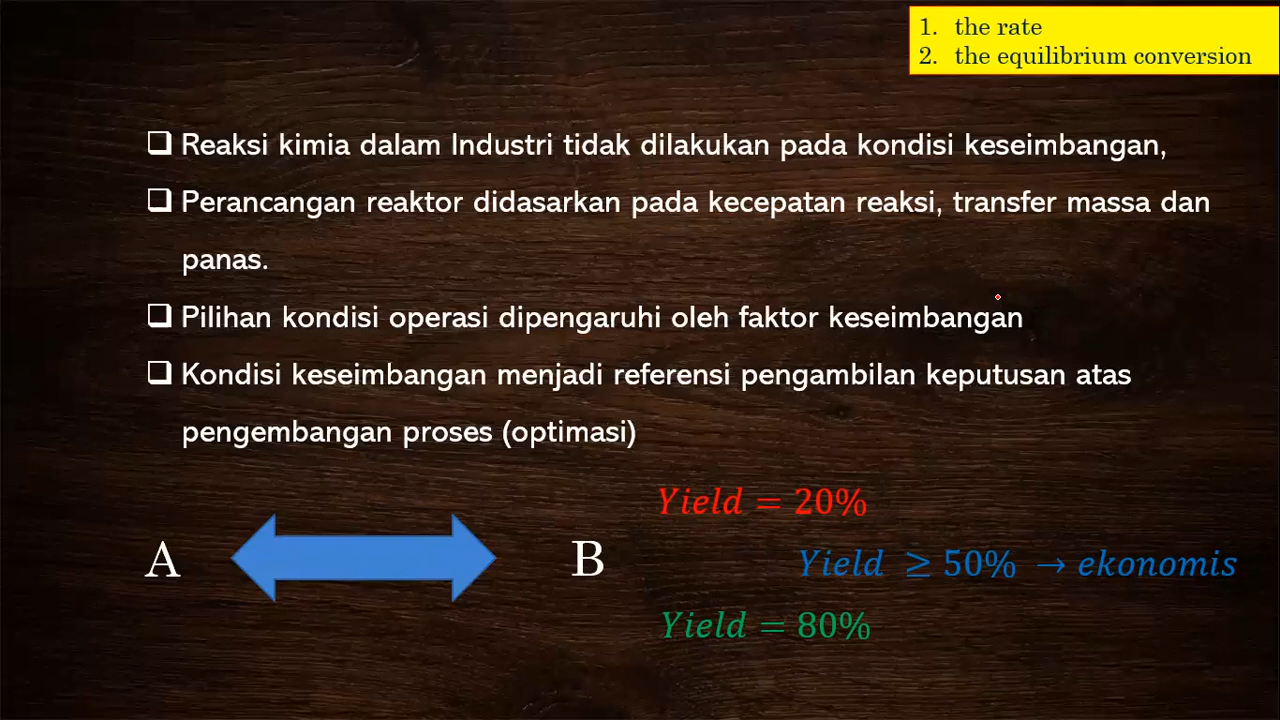 1. the rate
2. the equilibrium conversion
Reaksi kimia dalam Industri tidak dilakukan pada kondisi keseimbangan,
Perancangan reaktor didasarkan pada kecepatan reaksi, transfer massa dan
panas.
Pilihan kondisi operasi dipengaruhi oleh faktor keseimbangan
Kondisi keseimbangan menjadi referensi pengambilan keputusan atas
pengembangan proses (optimasi)
Yield = 20%
A B
Yield ≥ 50% → ekonomis
Yield = 80%